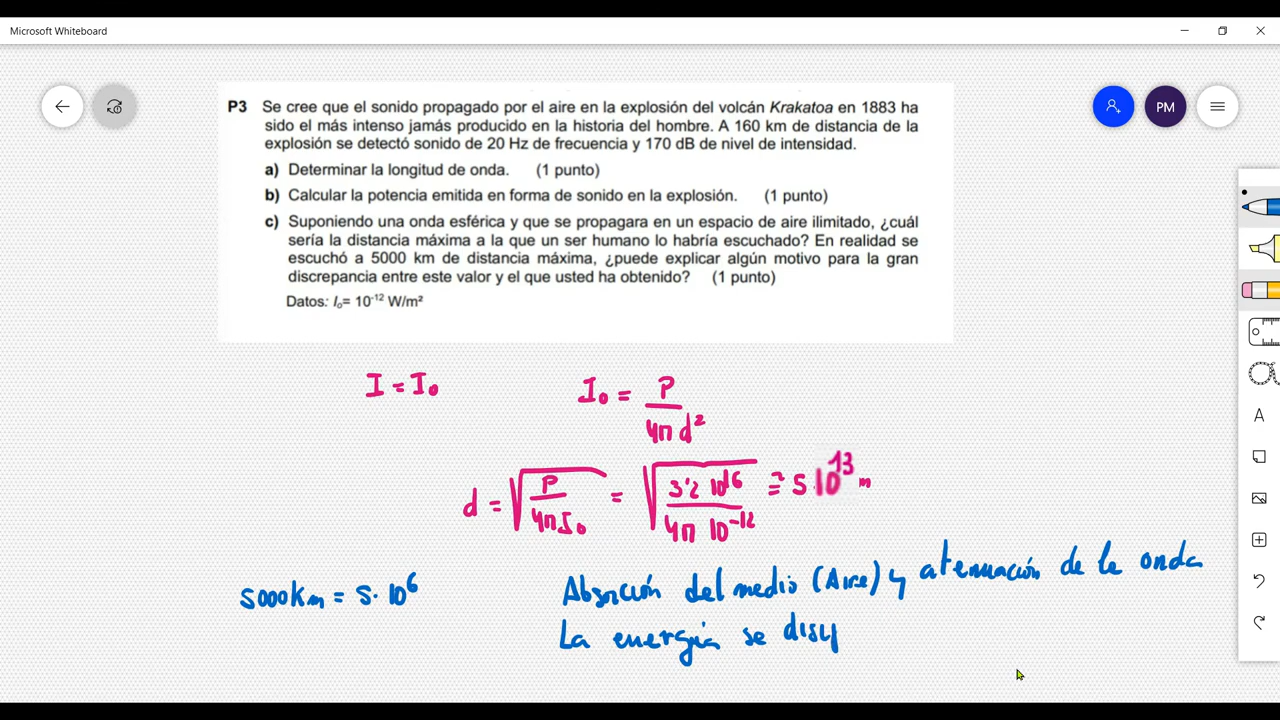 Microsoft Whiteboard
PM
P3 Se cree que el sonido propagado por el aire en la explosión del volcán Krakatoa en 1883 ha
sido el más intenso jamás producido en la historia del hombre. A 160 km de distancia de la
explosión se detectó sonido de 20 Hz de frecuencia y 170 dB de nivel de intensidad.
a) Determinar la longitud de onda. (1 punto)
b) Calcular la potencia emitida en forma de sonido en la explosión. (1 punto)
c) Suponiendo una onda esférica y que se propagara en un espacio de aire ilimitado, ¿cuál
sería la distancia máxima a la que un ser humano lo habría escuchado? En realidad se
escuchó a 5000 km de distancia máxima, ¿puede explicar algún motivo para la gran
discrepancia entre este valor y el que usted ha obtenido? (1 punto)
Datos: I₀= 10⁻¹² W/m²
I = I₀ I₀ = P / 4π d²
d = √(P / 4π I₀) = √(3'2 10¹⁶ / 4π 10⁻¹²) ≅ 5·10¹³ m
5000 km = 5·10⁶ Absorción del medio (Aire) y atenuación de la onda
La energía se disy
A